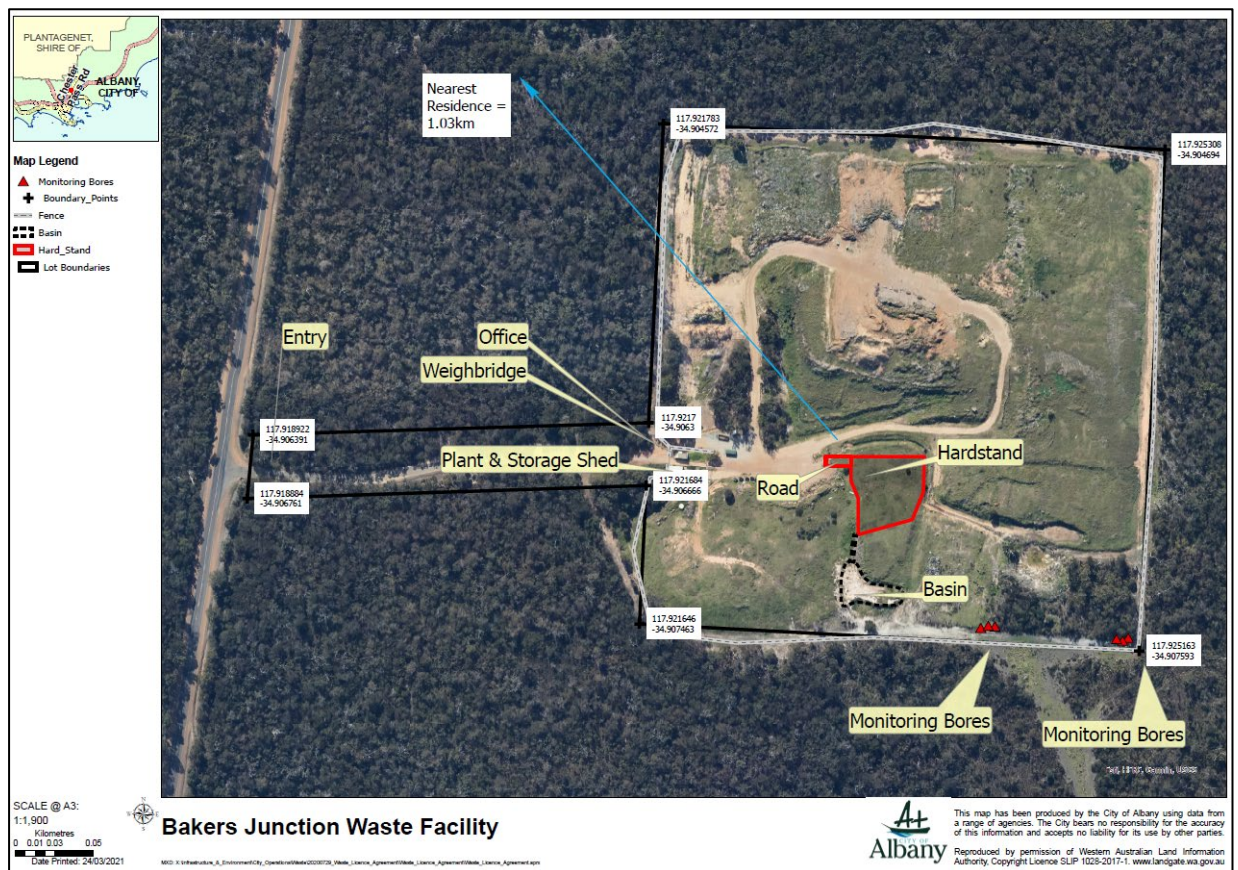 PLANTAGENET,
SHIRE OF
Chester
Pass Rd
ALBANY,
CITY OF
Map Legend
Monitoring Bores
Boundary_Points
Fence
Basin
Hard_Stand
Lot Boundaries
Nearest
Residence =
1.03km
117.921783
-34.904572
117.925308
-34.904694
Entry
Office
Weighbridge
117.918922
-34.906391
117.9217
-34.9063
Plant & Storage Shed
Hardstand
117.918884
-34.906761
117.921684
-34.906666
Road
Basin
117.921646
-34.907463
117.925163
-34.907593
Monitoring Bores
Monitoring Bores
SCALE @ A3:
1:1,900
Kilometres
0 0.01 0.03 0.05
Date Printed: 24/03/2021
Bakers Junction Waste Facility
CITY OF
Albany
This map has been produced by the City of Albany using data from
a range of agencies. The City bears no responsibility for the accuracy
of this information and accepts no liability for its use by other parties.
Reproduced by permission of Western Australian Land Information
Authority, Copyright Licence SLIP 1028-2017-1. www.landgate.wa.gov.au